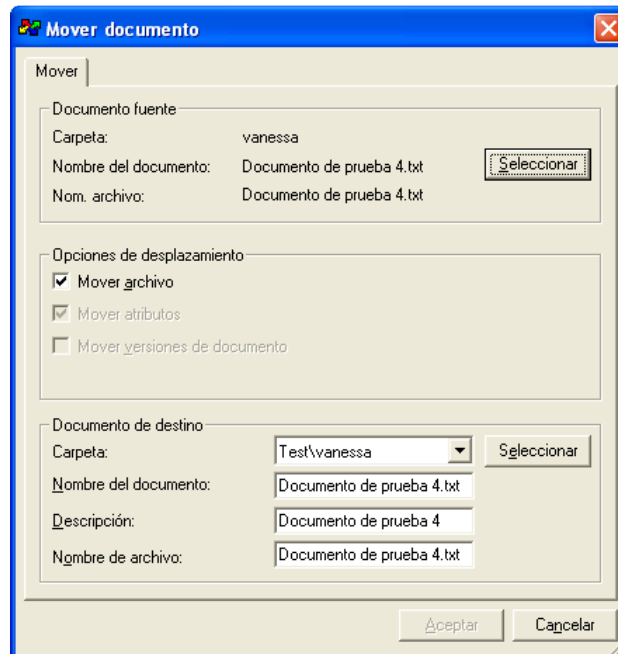 Mover documento
Mover
Documento fuente
Carpeta: vanessa
Nombre del documento: Documento de prueba 4.txt Seleccionar
Nom. archivo: Documento de prueba 4.txt
Opciones de desplazamiento
Mover archivo
Mover atributos
Mover versiones de documento
Documento de destino
Carpeta: Test\vanessa Seleccionar
Nombre del documento: Documento de prueba 4.txt
Descripción: Documento de prueba 4
Nombre de archivo: Documento de prueba 4.txt
Aceptar Cancelar